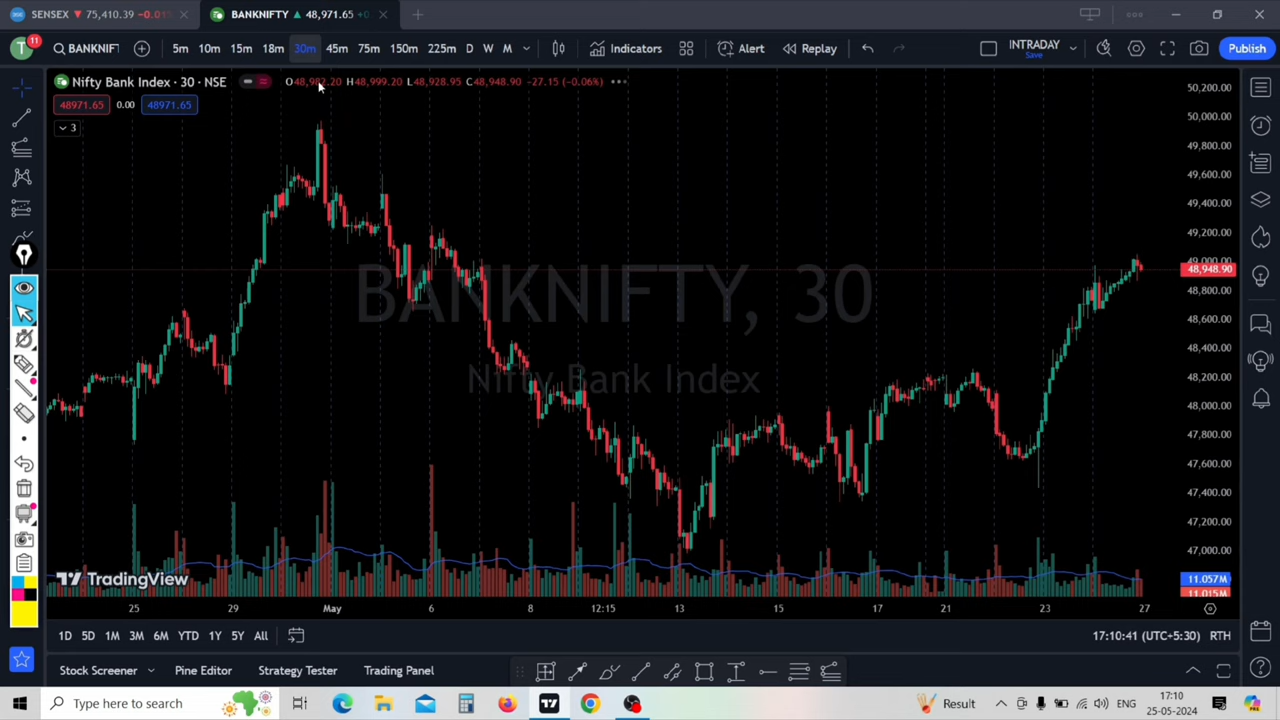 SENSEX ▼ 75,410.39 −0.01
BANKNIFTY ▲ 48,971.65 +0
T 11 BANKNIFT 5m 10m 15m 18m 30m 45m 75m 150m 225m D W M Indicators Alert Replay INTRADAY Save Publish
Nifty Bank Index · 30 · NSE O48,982.20 H48,999.20 L48,928.95 C48,948.90 −27.15 (−0.06%)
48971.65 0.00 48971.65
3
50,200.00
50,000.00
49,800.00
49,600.00
49,400.00
49,200.00
49,000.00
48,948.90
48,800.00
48,600.00
48,400.00
48,200.00
48,000.00
47,800.00
47,600.00
47,400.00
47,200.00
47,000.00
11.057M
11.015M
BANKNIFTY, 30
Nifty Bank Index
TradingView
25 29 May 6 8 12:15 13 15 17 21 23 27
1D 5D 1M 3M 6M YTD 1Y 5Y All 17:10:41 (UTC+5:30) RTH
Stock Screener Pine Editor Strategy Tester Trading Panel
Type here to search Result ENG 17:10
25-05-2024